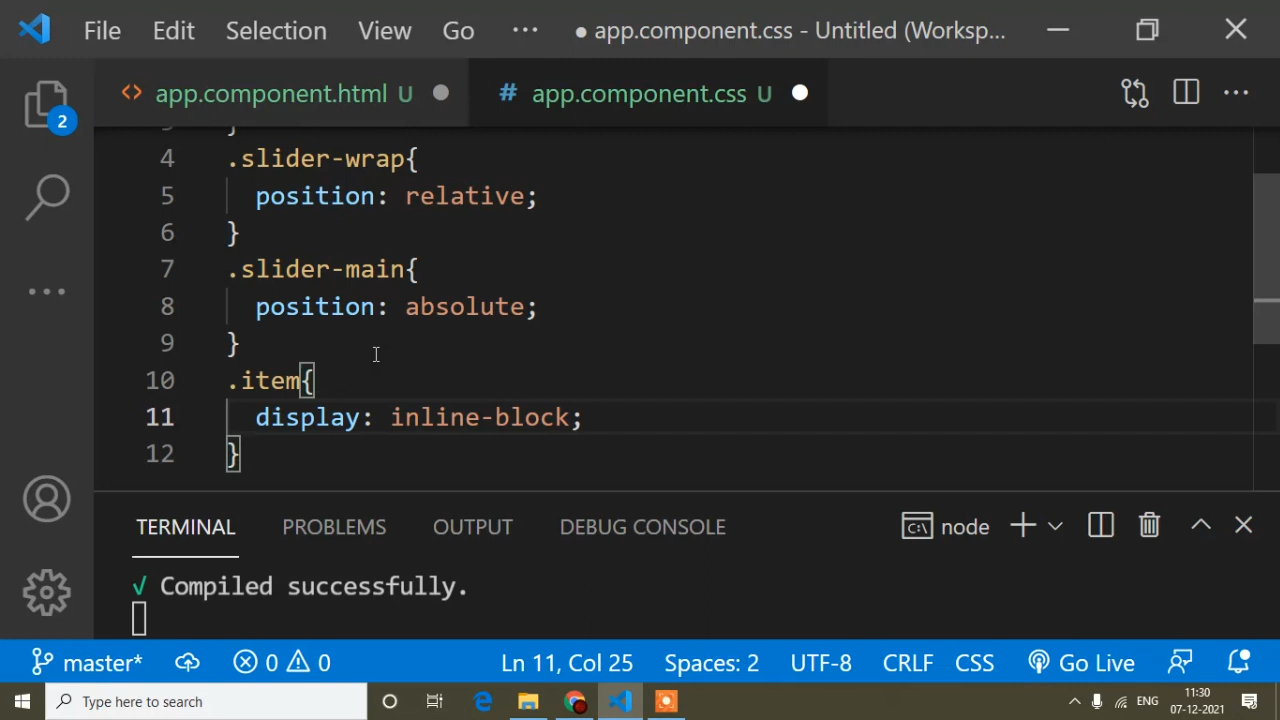 File Edit Selection View Go ··· ● app.component.css - Untitled (Worksp...
<> app.component.html U ● # app.component.css U ●
2
4 .slider-wrap{
5 position: relative;
6 }
7 .slider-main{
8 position: absolute;
9 }
10 .item{
11 display: inline-block;
12 }
TERMINAL PROBLEMS OUTPUT DEBUG CONSOLE node
√ Compiled successfully.
master* 0 0 Ln 11, Col 25 Spaces: 2 UTF-8 CRLF CSS Go Live
Type here to search ENG 11:30
07-12-2021